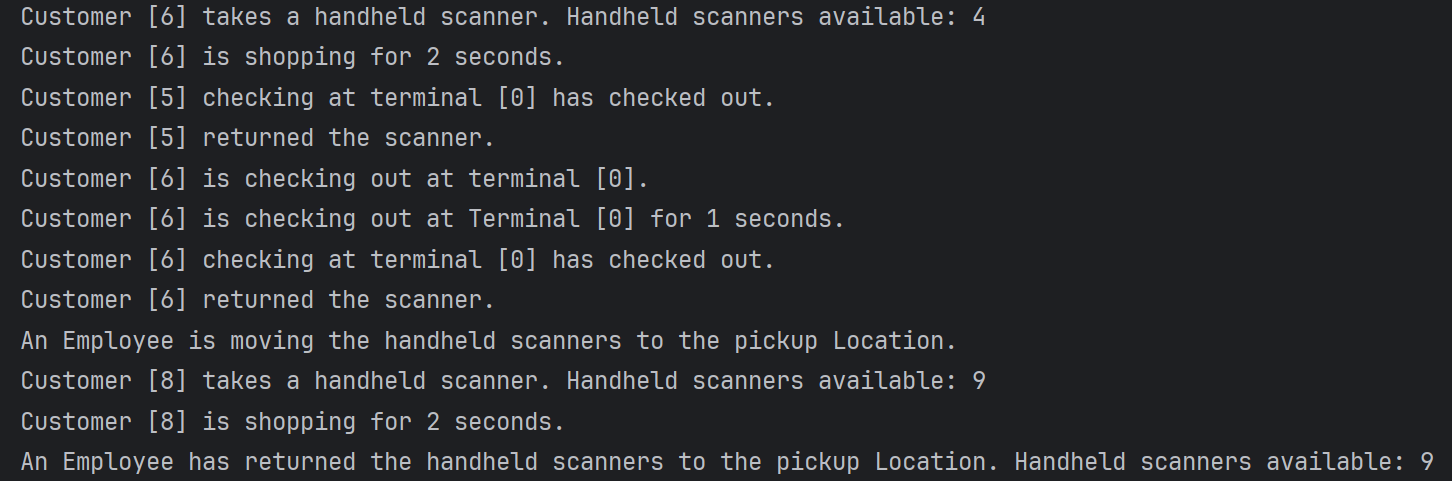 Customer [6] takes a handheld scanner. Handheld scanners available: 4
Customer [6] is shopping for 2 seconds.
Customer [5] checking at terminal [0] has checked out.
Customer [5] returned the scanner.
Customer [6] is checking out at terminal [0].
Customer [6] is checking out at Terminal [0] for 1 seconds.
Customer [6] checking at terminal [0] has checked out.
Customer [6] returned the scanner.
An Employee is moving the handheld scanners to the pickup Location.
Customer [8] takes a handheld scanner. Handheld scanners available: 9
Customer [8] is shopping for 2 seconds.
An Employee has returned the handheld scanners to the pickup Location. Handheld scanners available: 9